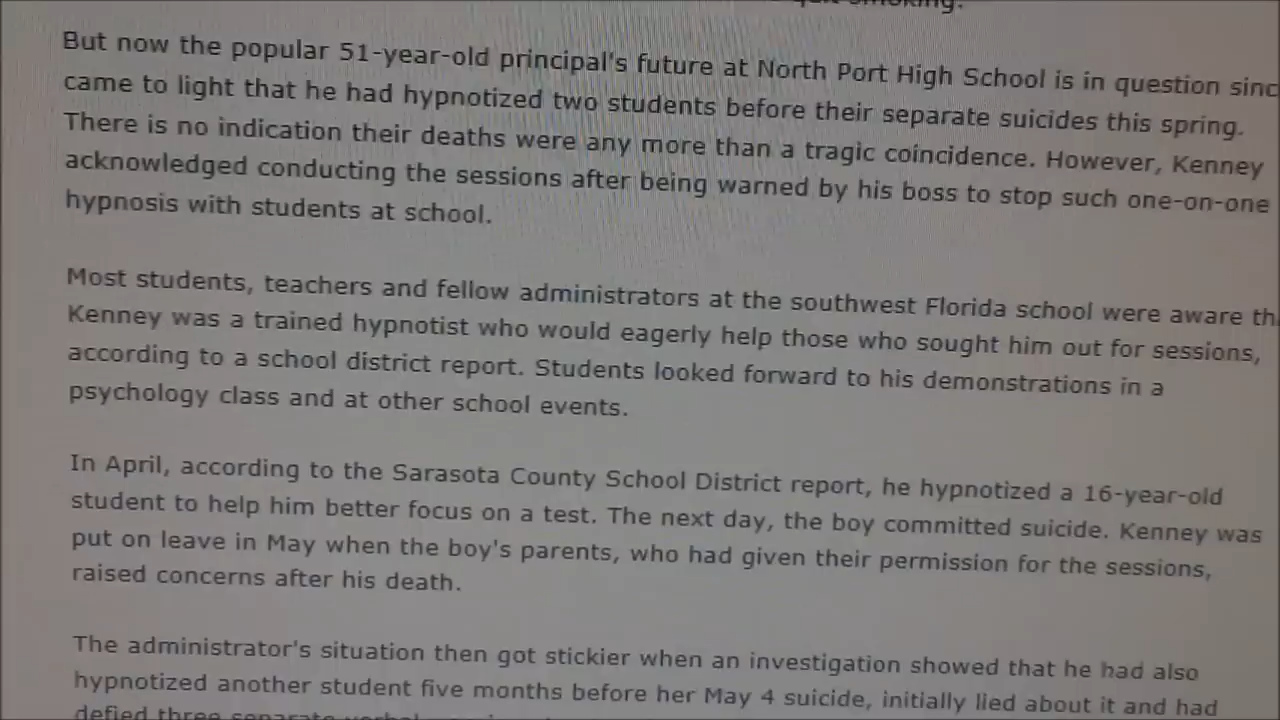 smoking.
But now the popular 51-year-old principal's future at North Port High School is in question sinc
came to light that he had hypnotized two students before their separate suicides this spring.
There is no indication their deaths were any more than a tragic coincidence. However, Kenney
acknowledged conducting the sessions after being warned by his boss to stop such one-on-one
hypnosis with students at school.
Most students, teachers and fellow administrators at the southwest Florida school were aware th
Kenney was a trained hypnotist who would eagerly help those who sought him out for sessions,
according to a school district report. Students looked forward to his demonstrations in a
psychology class and at other school events.
In April, according to the Sarasota County School District report, he hypnotized a 16-year-old
student to help him better focus on a test. The next day, the boy committed suicide. Kenney was
put on leave in May when the boy's parents, who had given their permission for the sessions,
raised concerns after his death.
The administrator's situation then got stickier when an investigation showed that he had also
hypnotized another student five months before her May 4 suicide, initially lied about it and had
defied three separate verbal